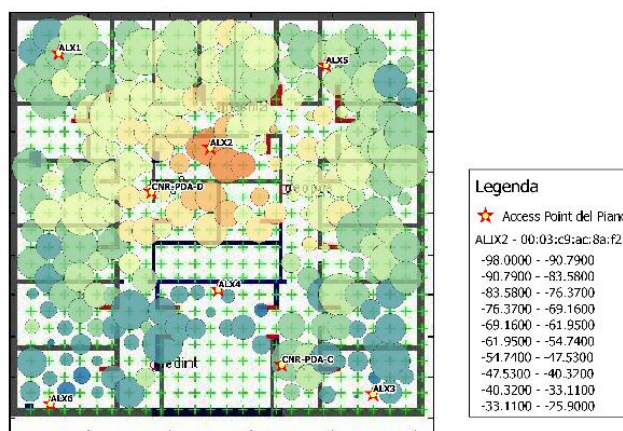 ALX1
ALX5
ALX2
CNR-PDA-D
ALX4
CNR-PDA-C
ALX6
ALX3
Legenda
Access Point del Piano
ALIX2 - 00:03:c9:ac:8a:f2
-98.0000 - -90.7900
-90.7900 - -83.5800
-83.5800 - -76.3700
-76.3700 - -69.1600
-69.1600 - -61.9500
-61.9500 - -54.7400
-54.7400 - -47.5300
-47.5300 - -40.3200
-40.3200 - -33.1100
-33.1100 - -25.9000